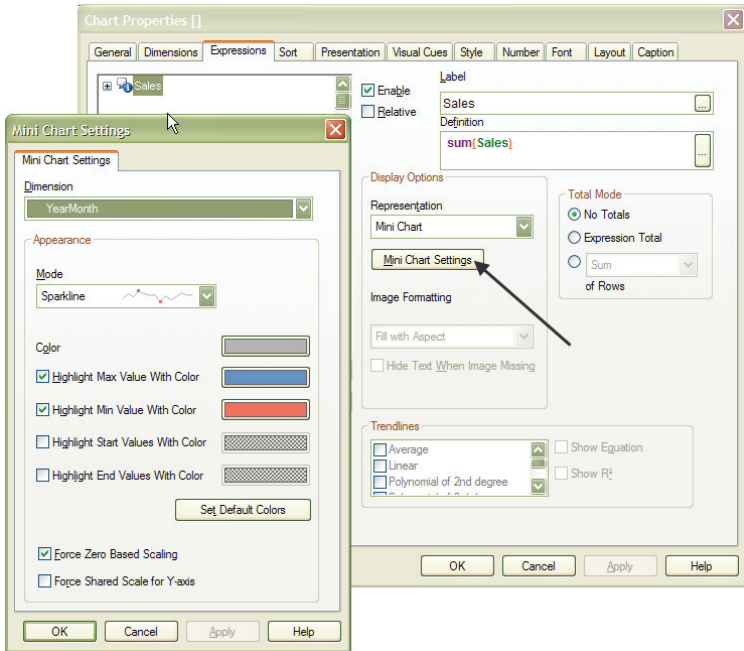 Chart Properties []
General Dimensions Expressions Sort Presentation Visual Cues Style Number Font Layout Caption
Sales
Enable
Relative
Label
Sales
...
Definition
sum(Sales)
...
Display Options
Representation
Mini Chart
Mini Chart Settings
Image Formatting
Fill with Aspect
Hide Text When Image Missing
Total Mode
No Totals
Expression Total
Sum
of Rows
Trendlines
Average
Linear
Polynomial of 2nd degree
Show Equation
Show R²
OK Cancel Apply Help
Mini Chart Settings
Mini Chart Settings
Dimension
YearMonth
Appearance
Mode
Sparkline
Color
Highlight Max Value With Color
Highlight Min Value With Color
Highlight Start Values With Color
Highlight End Values With Color
Set Default Colors
Force Zero Based Scaling
Force Shared Scale for Y-axis
OK Cancel Apply Help